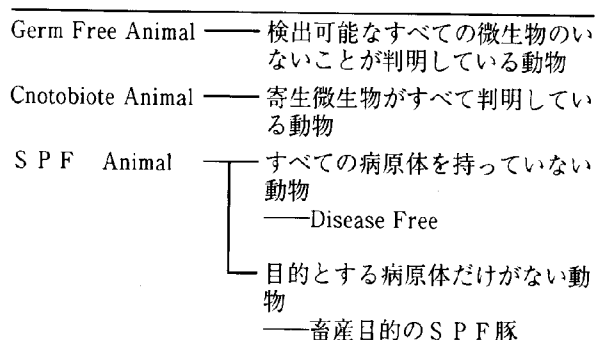 Germ Free Animal ―― 検出可能なすべての微生物のい
ないことが判明している動物
Cnotobiote Animal ―― 寄生微生物がすべて判明してい
る動物
ＳＰＦ　Animal ―― すべての病原体を持っていない
動物
――Disease Free
目的とする病原体だけがない動
物
――畜産目的のＳＰＦ豚